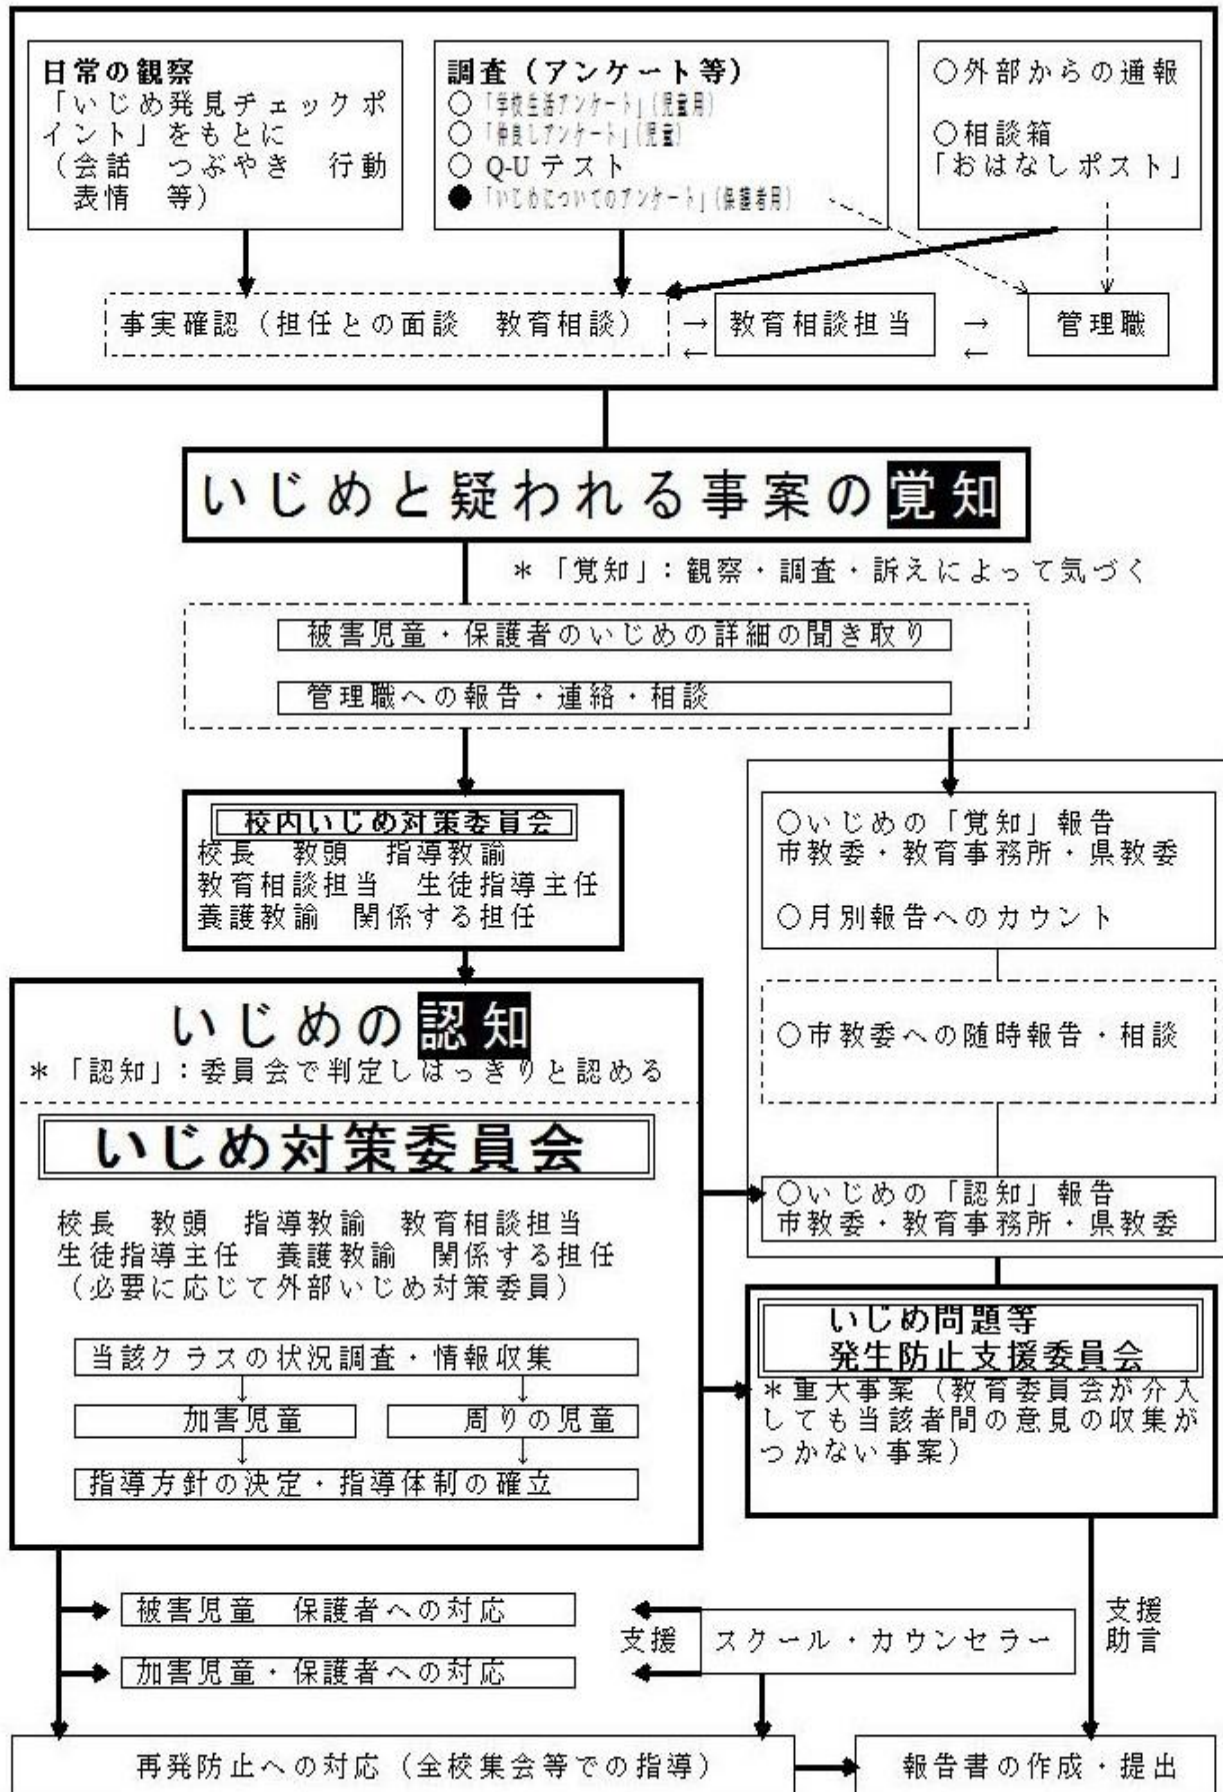 日常の観察
「いじめ発見チェックポ
イント」をもとに
（会話　つぶやき　行動
表情　等）
調査（アンケート等）
○「学校生活アンケート」（児童用）
○「仲良しアンケート」（児童）
○ Q-U テスト
●「いじめについてのアンケート」（保護者用）
○外部からの通報
○相談箱
「おはなしポスト」
事実確認（担任との面談　教育相談）
→
←
教育相談担当
→
←
管理職
いじめと疑われる事案の覚知
＊「覚知」：観察・調査・訴えによって気づく
被害児童・保護者のいじめの詳細の聞き取り
管理職への報告・連絡・相談
校内いじめ対策委員会
校長　教頭　指導教諭
教育相談担当　生徒指導主任
養護教諭　関係する担任
○いじめの「覚知」報告
市教委・教育事務所・県教委
○月別報告へのカウント
○市教委への随時報告・相談
○いじめの「認知」報告
市教委・教育事務所・県教委
いじめの認知
＊「認知」：委員会で判定しはっきりと認める
いじめ対策委員会
校長　教頭　指導教諭　教育相談担当
生徒指導主任　養護教諭　関係する担任
（必要に応じて外部いじめ対策委員）
当該クラスの状況調査・情報収集
加害児童
周りの児童
指導方針の決定・指導体制の確立
いじめ問題等
発生防止支援委員会
＊重大事案（教育委員会が介入
しても当該者間の意見の収集が
つかない事案）
被害児童　保護者への対応
加害児童・保護者への対応
支援
スクール・カウンセラー
支援
助言
再発防止への対応（全校集会等での指導）
報告書の作成・提出